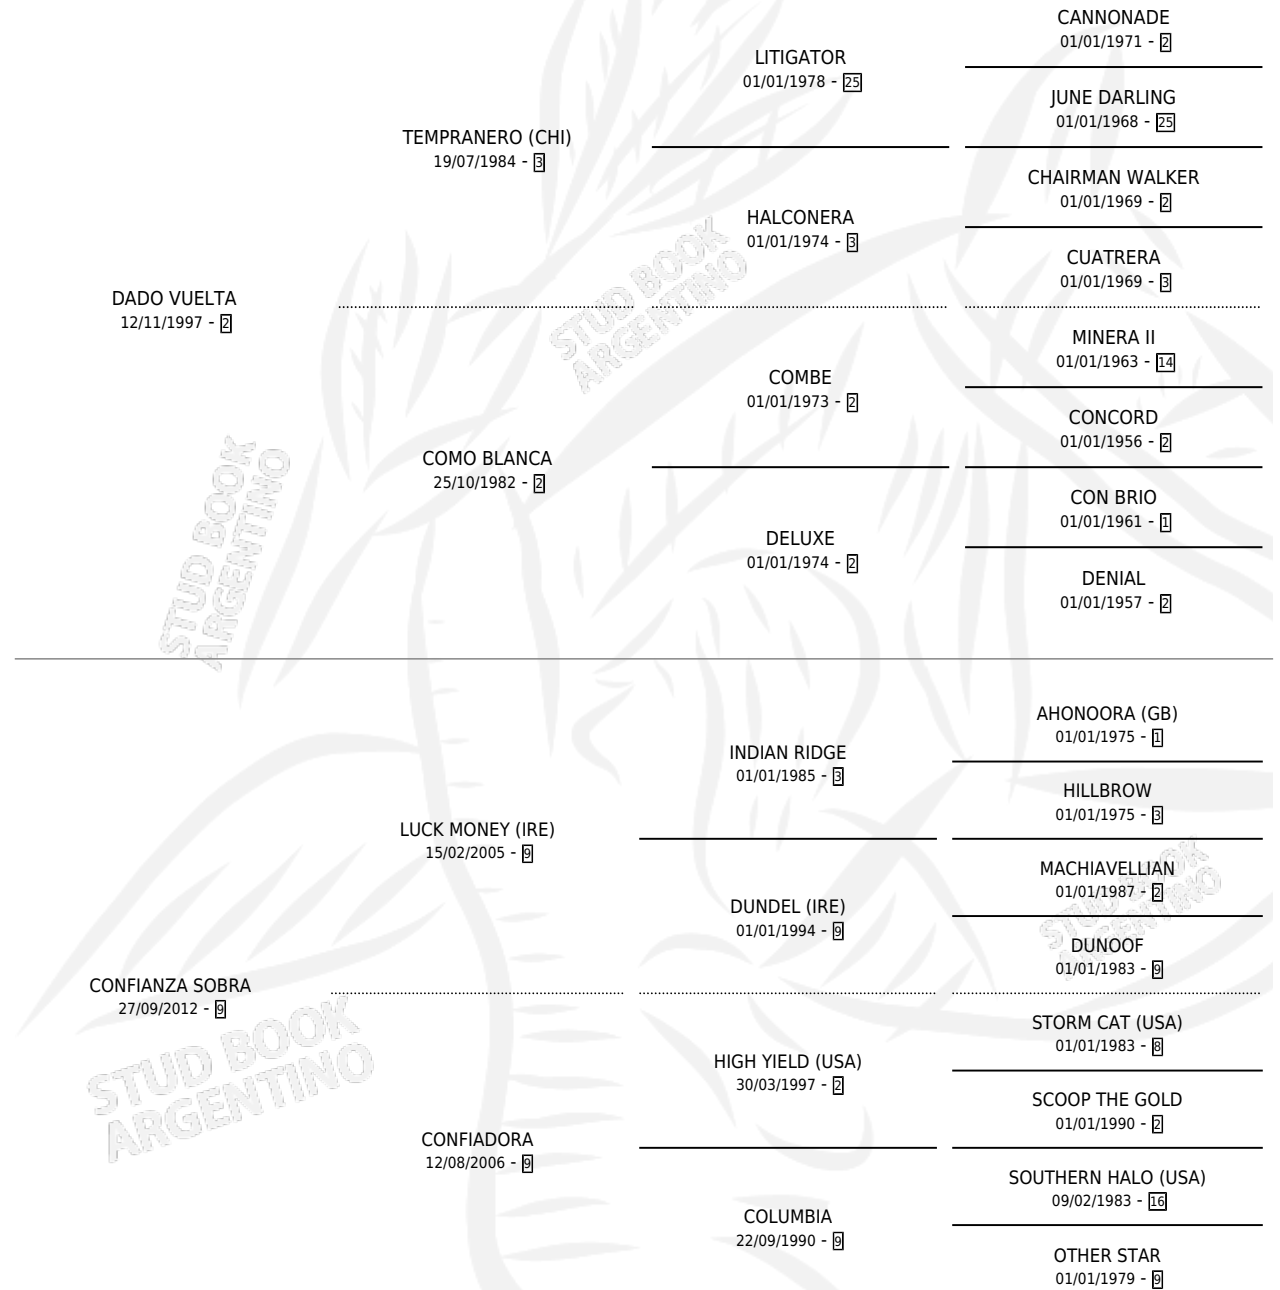 CANNONADE
01/01/1971 - 2
LITIGATOR
01/01/1978 - 25
JUNE DARLING
01/01/1968 - 25
TEMPRANERO (CHI)
19/07/1984 - 3
CHAIRMAN WALKER
01/01/1969 - 2
HALCONERA
01/01/1974 - 3
CUATRERA
01/01/1969 - 3
DADO VUELTA
12/11/1997 - 2
STUD BOOK
ARGENTINO
MINERA II
01/01/1963 - 14
COMBE
01/01/1973 - 2
CONCORD
01/01/1956 - 2
COMO BLANCA
25/10/1982 - 2
CON BRIO
01/01/1961 - 1
DELUXE
01/01/1974 - 2
DENIAL
01/01/1957 - 2
STUD BOOK
ARGENTINO
AHONOORA (GB)
01/01/1975 - 1
INDIAN RIDGE
01/01/1985 - 3
HILLBROW
01/01/1975 - 3
LUCK MONEY (IRE)
15/02/2005 - 9
MACHIAVELLIAN
01/01/1987 - 2
DUNDEL (IRE)
01/01/1994 - 9
STUD BOOK
ARGENTINO
DUNOOF
01/01/1983 - 9
CONFIANZA SOBRA
27/09/2012 - 9
STUD BOOK
ARGENTINO
STORM CAT (USA)
01/01/1983 - 8
HIGH YIELD (USA)
30/03/1997 - 2
SCOOP THE GOLD
01/01/1990 - 2
CONFIADORA
12/08/2006 - 9
SOUTHERN HALO (USA)
09/02/1983 - 16
COLUMBIA
22/09/1990 - 9
OTHER STAR
01/01/1979 - 9